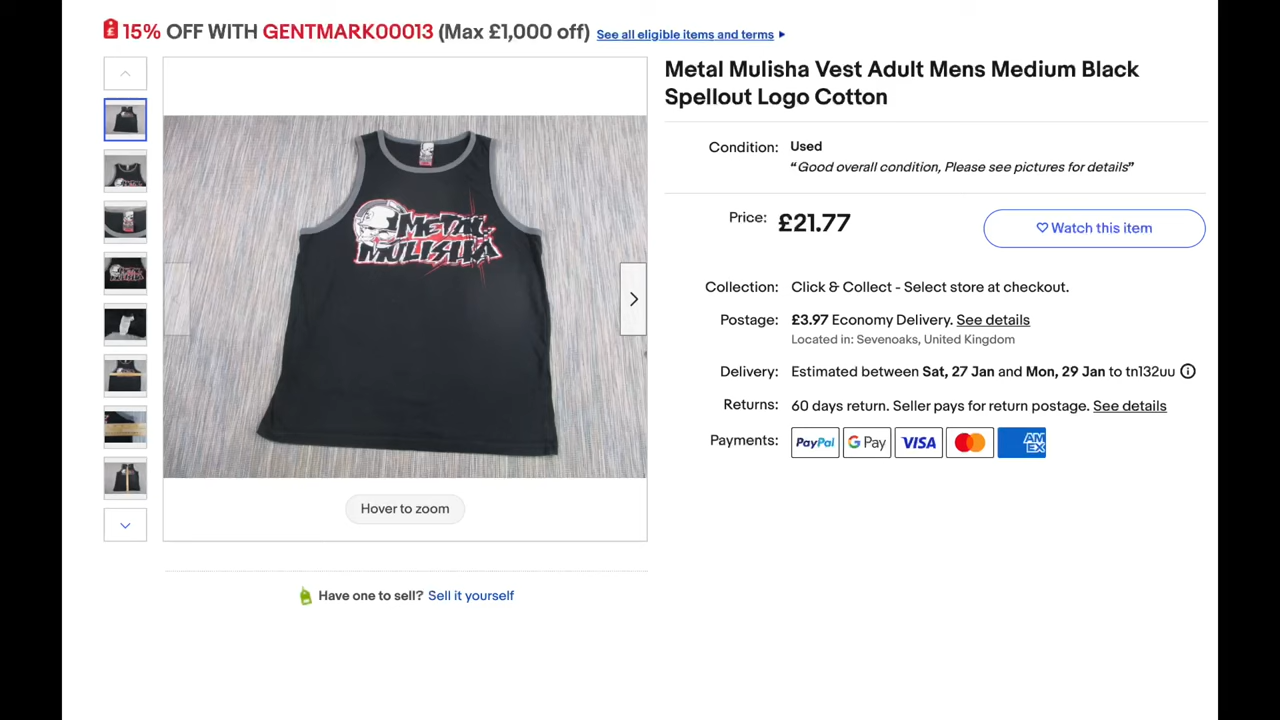 15% OFF WITH GENTMARK00013 (Max £1,000 off) See all eligible items and terms
Metal Mulisha Vest Adult Mens Medium Black
Spellout Logo Cotton
Condition: Used
“Good overall condition, Please see pictures for details”
Price: £21.77
Watch this item
METAL
MULISHA
Collection: Click & Collect - Select store at checkout.
Postage: £3.97 Economy Delivery. See details
Located in: Sevenoaks, United Kingdom
Delivery: Estimated between Sat, 27 Jan and Mon, 29 Jan to tn132uu
Returns: 60 days return. Seller pays for return postage. See details
Payments: PayPal G Pay VISA AM EX
Hover to zoom
Have one to sell? Sell it yourself